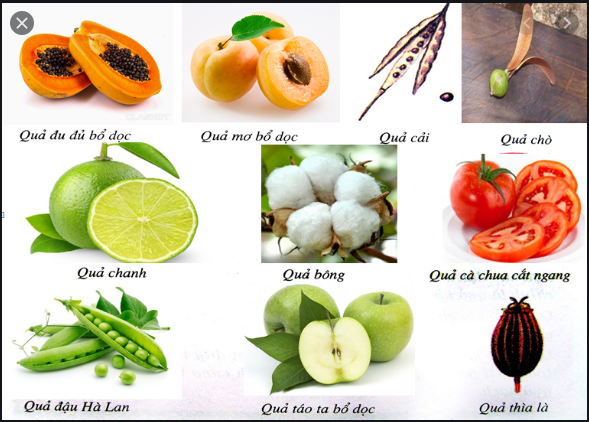 Quả đu đủ bổ dọc
Quả mơ bổ dọc
Quả cải
Quả chò
Quả chanh
Quả bông
Quả cà chua cắt ngang
Quả đậu Hà Lan
Quả táo ta bổ dọc
Quả thìa là